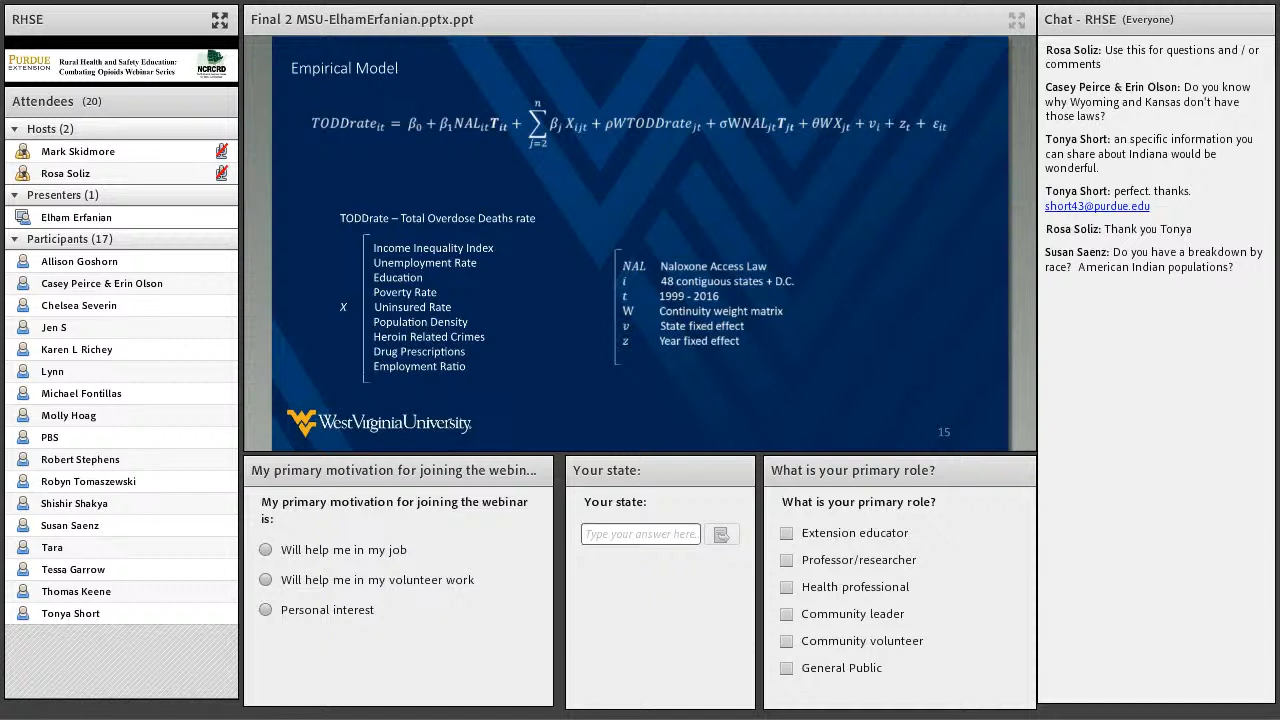 RHSE
PURDUE EXTENSION
Rural Health and Safety Education:
Combating Opioids Webinar Series
NCRCRD
Attendees (20)
Hosts (2)
Mark Skidmore
Rosa Soliz
Presenters (1)
Elham Erfanian
Participants (17)
Allison Goshorn
Casey Peirce & Erin Olson
Chelsea Severin
Jen S
Karen L Richey
Lynn
Michael Fontillas
Molly Hoag
PBS
Robert Stephens
Robyn Tomaszewski
Shishir Shakya
Susan Saenz
Tara
Tessa Garrow
Thomas Keene
Tonya Short
Final 2 MSU-ElhamErfanian.pptx.ppt
Empirical Model
TODDrate_it = β_0 + β_1 NAL_it T_it + ∑_{j=2}^{n} β_j X_ijt + ρWTODDrate_jt + σWNAL_jt T_jt + θWX_jt + v_i + z_t + ε_it
TODDrate – Total Overdose Deaths rate
X
Income Inequality Index
Unemployment Rate
Education
Poverty Rate
Uninsured Rate
Population Density
Heroin Related Crimes
Drug Prescriptions
Employment Ratio
NAL Naloxone Access Law
i 48 contiguous states + D.C.
t 1999 - 2016
W Continuity weight matrix
v State fixed effect
z Year fixed effect
WestVirginiaUniversity.
15
My primary motivation for joining the webin...
My primary motivation for joining the webinar
is:
Will help me in my job
Will help me in my volunteer work
Personal interest
Your state:
Your state:
Type your answer here..
What is your primary role?
What is your primary role?
Extension educator
Professor/researcher
Health professional
Community leader
Community volunteer
General Public
Chat - RHSE (Everyone)
Rosa Soliz: Use this for questions and / or
comments
Casey Peirce & Erin Olson: Do you know
why Wyoming and Kansas don't have
those laws?
Tonya Short: an specific information you
can share about Indiana would be
wonderful.
Tonya Short: perfect. thanks.
short43@purdue.edu
Rosa Soliz: Thank you Tonya
Susan Saenz: Do you have a breakdown by
race? American Indian populations?